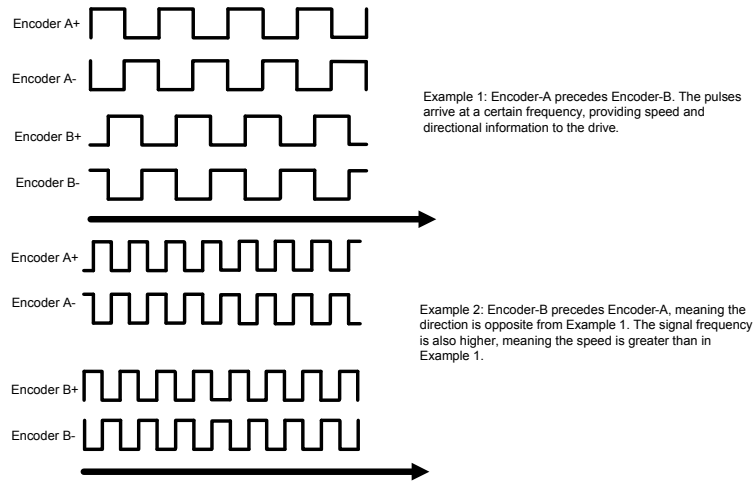 Encoder A+
Encoder A-
Example 1: Encoder-A precedes Encoder-B. The pulses
arrive at a certain frequency, providing speed and
directional information to the drive.
Encoder B+
Encoder B-
Encoder A+
Encoder A-
Example 2: Encoder-B precedes Encoder-A, meaning the
direction is opposite from Example 1. The signal frequency
is also higher, meaning the speed is greater than in
Example 1.
Encoder B+
Encoder B-